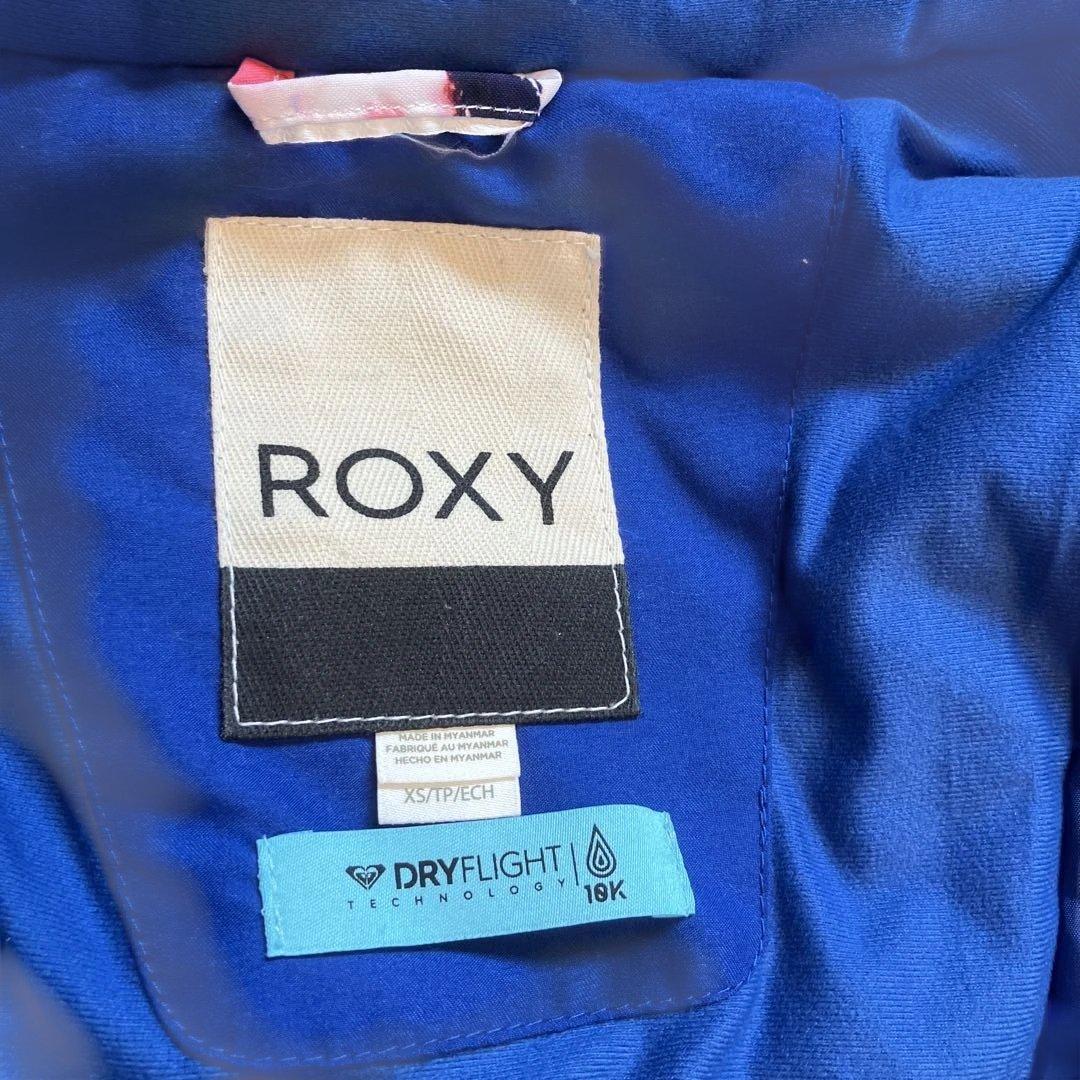 ROXY
MADE IN MYANMAR
FABRIQUÉ AU MYANMAR
HECHO EN MYANMAR
XS/TP/ECH
DRYFLIGHT
TECHNOLOGY
10K